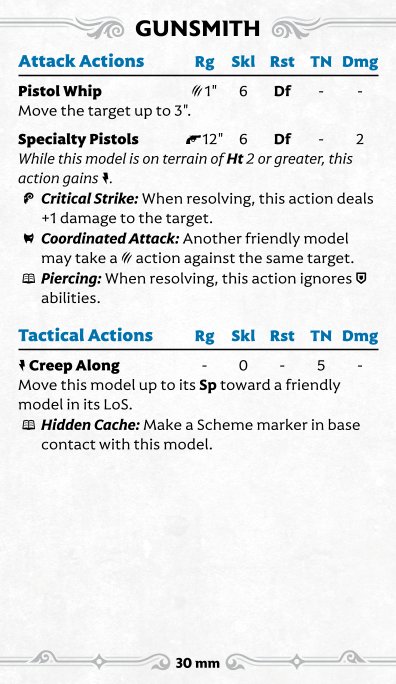 GUNSMITH
Attack Actions Rg Skl Rst TN Dmg
Pistol Whip 1" 6 Df - -
Move the target up to 3".
Specialty Pistols 12" 6 Df - 2
While this model is on terrain of Ht 2 or greater, this
action gains .
Critical Strike: When resolving, this action deals
+1 damage to the target.
Coordinated Attack: Another friendly model
may take a action against the same target.
Piercing: When resolving, this action ignores
abilities.
Tactical Actions Rg Skl Rst TN Dmg
Creep Along - 0 - 5 -
Move this model up to its Sp toward a friendly
model in its LoS.
Hidden Cache: Make a Scheme marker in base
contact with this model.
30 mm